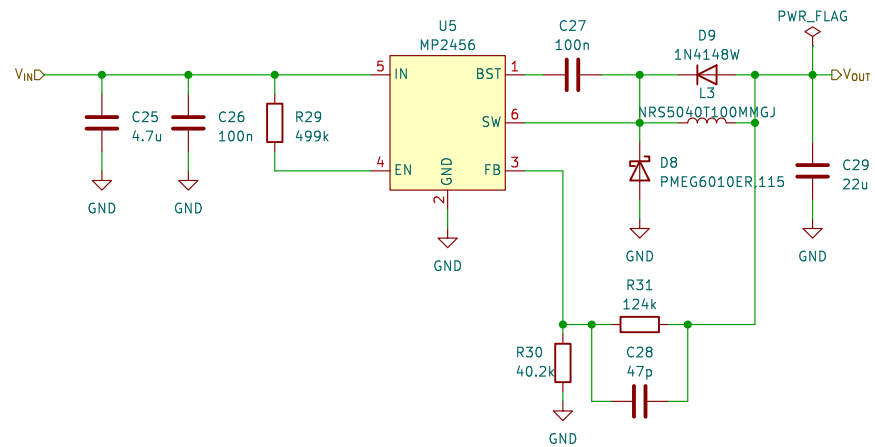 PWR_FLAG
U5
MP2456
C27
100n
D9
1N4148W
VIN
5
IN
BST
1
VOUT
L3
NRS5040T100MMGJ
C25
4.7u
C26
100n
R29
499k
SW
6
4
EN
GND
FB
3
D8
PMEG6010ER,115
C29
22u
2
GND
GND
GND
GND
GND
R31
124k
R30
40.2k
C28
47p
GND